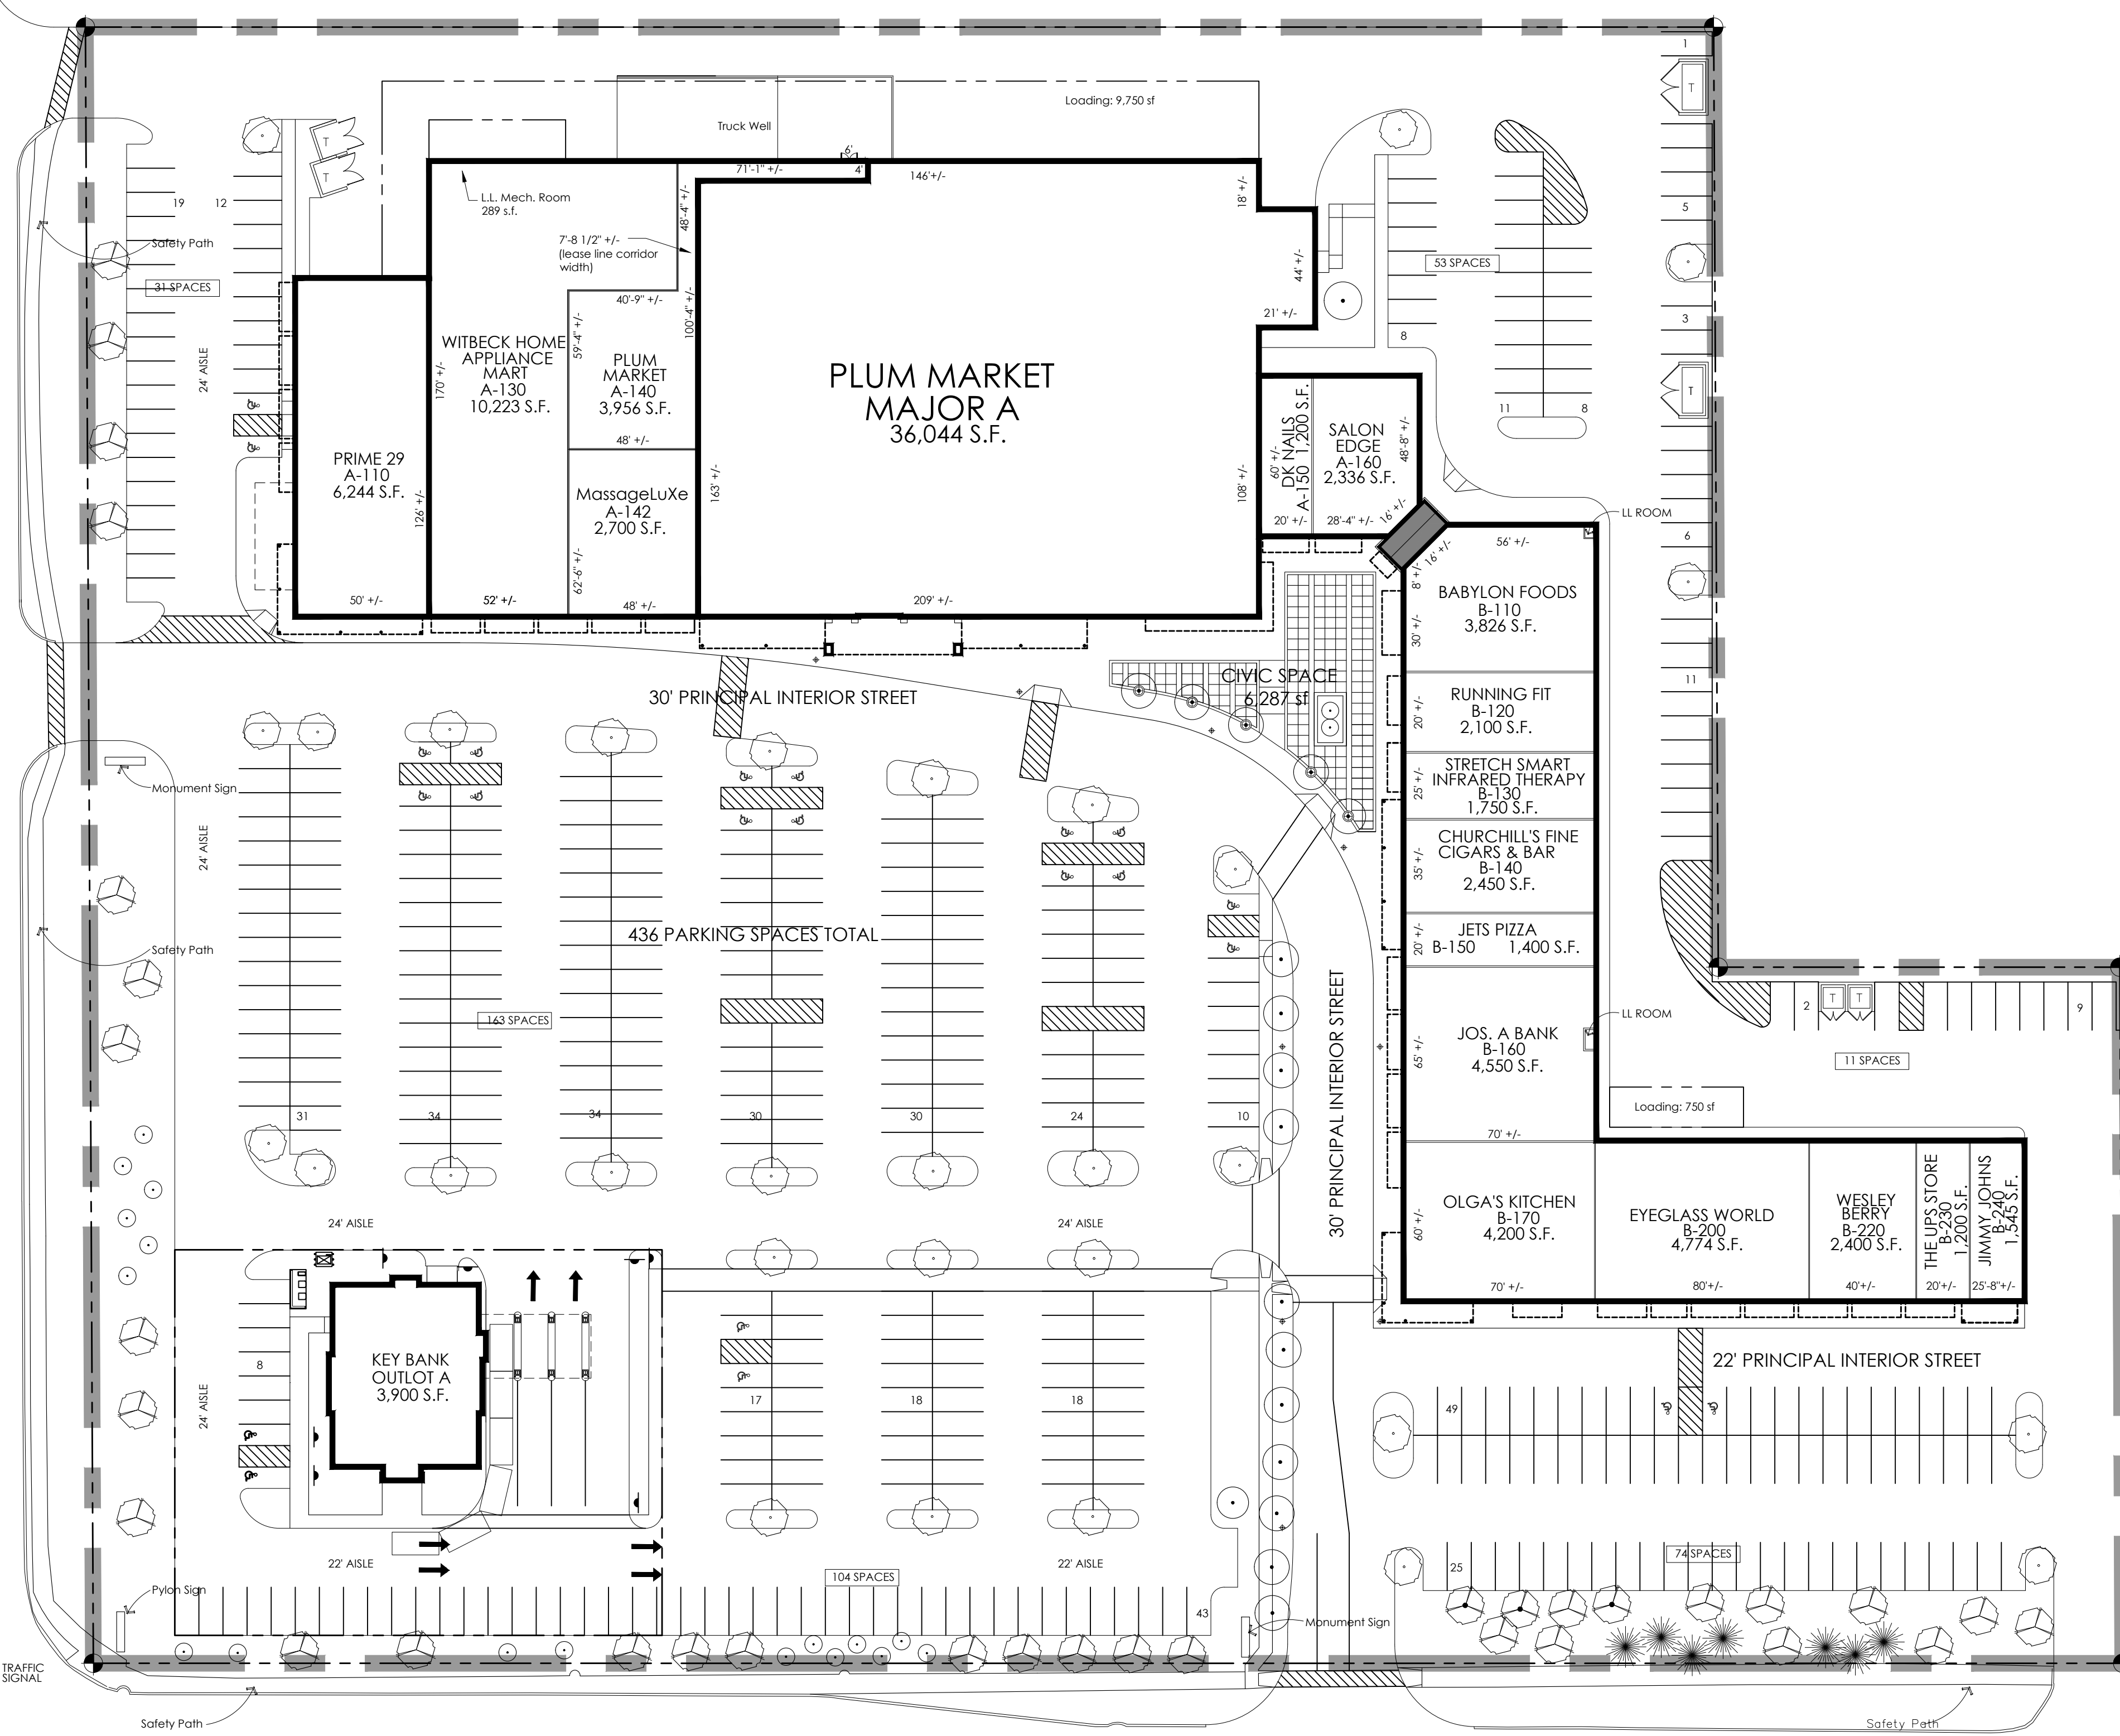 1
T
Loading: 9,750 sf
Truck Well
6'
71'-1" +/-
4'
146'+/-
18' +/-
T
T
L.L. Mech. Room
289 s.f.
48'-4" +/-
19
12
5
Safety Path
7'-8 1/2" +/-
(lease line corridor
width)
53 SPACES
44' +/-
31 SPACES
40'-9" +/-
100'-4" +/-
21' +/-
3
8
59'-4" +/-
24' AISLE
170' +/-
WITBECK HOME
APPLIANCE
MART
A-130
10,223 S.F.
PLUM
MARKET
A-140
3,956 S.F.
48' +/-
PLUM MARKET
MAJOR A
36,044 S.F.
T
11
8
DK NAILS
A-150 1,200 S.F.
60' +/-
20' +/-
SALON
EDGE
A-160
2,336 S.F.
48'-8" +/-
28'-4" +/-
16' +/-
16' +/-
PRIME 29
A-110
6,244 S.F.
126' +/-
MassageLuXe
A-142
2,700 S.F.
163' +/-
108' +/-
LL ROOM
6
56' +/-
62'-6" +/-
50' +/-
52' +/-
48' +/-
209' +/-
8' +/-
30' +/-
BABYLON FOODS
B-110
3,826 S.F.
CIVIC SPACE
6,287 sf
30' PRINCIPAL INTERIOR STREET
11
20' +/-
RUNNING FIT
B-120
2,100 S.F.
Monument Sign
25' +/-
STRETCH SMART
INFRARED THERAPY
B-130
1,750 S.F.
24' AISLE
35' +/-
CHURCHILL'S FINE
CIGARS & BAR
B-140
2,450 S.F.
436 PARKING SPACES TOTAL
Safety Path
20' +/-
JETS PIZZA
B-150 1,400 S.F.
163 SPACES
30' PRINCIPAL INTERIOR STREET
65' +/-
JOS. A BANK
B-160
4,550 S.F.
70' +/-
LL ROOM
2
T
T
9
11 SPACES
Loading: 750 sf
31
34
34
30
30
24
10
24' AISLE
24' AISLE
60' +/-
OLGA'S KITCHEN
B-170
4,200 S.F.
70' +/-
EYEGLASS WORLD
B-200
4,774 S.F.
80'+/-
WESLEY
BERRY
B-220
2,400 S.F.
40'+/-
THE UPS STORE
B-230
1,200 S.F.
20'+/-
JIMMY JOHNS
B-240
1,545 S.F.
25'-8"+/-
22' PRINCIPAL INTERIOR STREET
8
KEY BANK
OUTLOT A
3,900 S.F.
24' AISLE
17
18
18
49
22' AISLE
22' AISLE
25
74 SPACES
104 SPACES
Pylon Sign
43
Monument Sign
TRAFFIC
SIGNAL
Safety Path
Safety Path